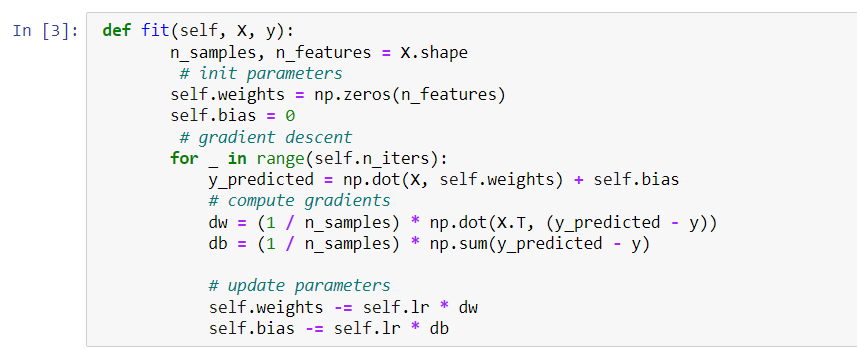 In [3]: def fit(self, X, y):
n_samples, n_features = X.shape
# init parameters
self.weights = np.zeros(n_features)
self.bias = 0
# gradient descent
for _ in range(self.n_iters):
y_predicted = np.dot(X, self.weights) + self.bias
# compute gradients
dw = (1 / n_samples) * np.dot(X.T, (y_predicted - y))
db = (1 / n_samples) * np.sum(y_predicted - y)
# update parameters
self.weights -= self.lr * dw
self.bias -= self.lr * db